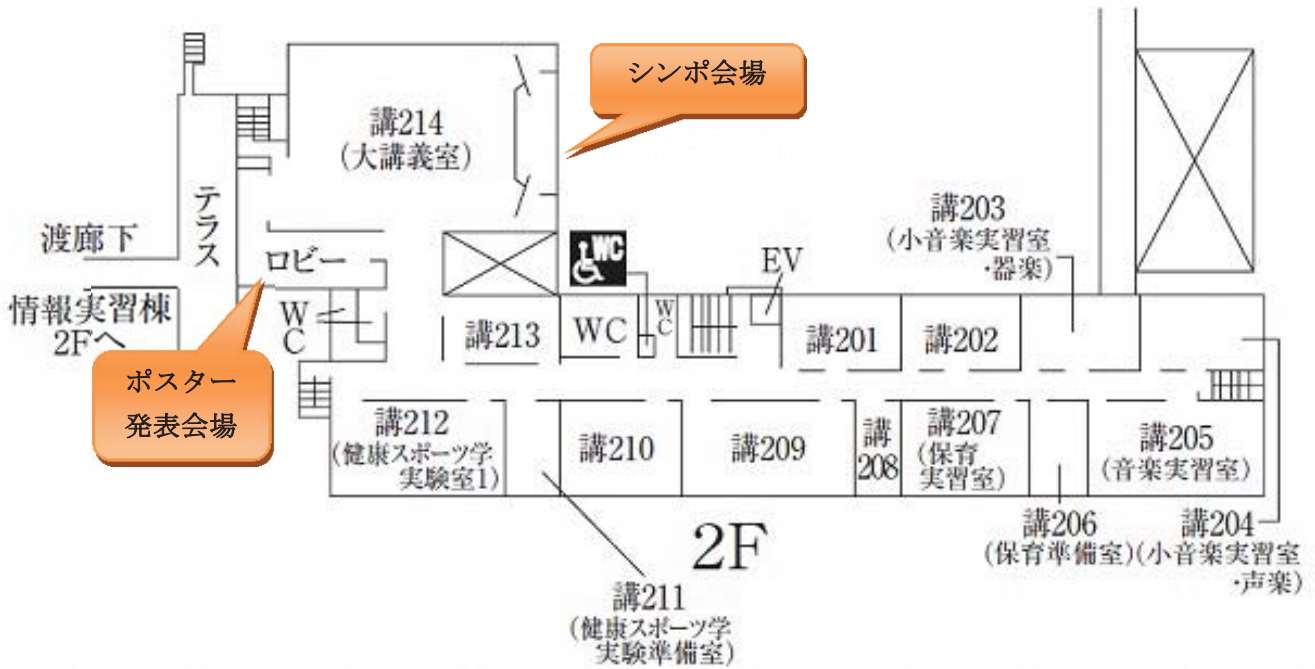 シンポ会場
講214
(大講義室)
テラス
渡廊下
ロビー
情報実習棟
2Fへ
WC
ポスター
発表会場
講213
WC
WC
WC
EV
講203
(小音楽実習室
・器楽)
講201
講202
講212
(健康スポーツ学
実験室1)
講210
講209
講
208
講207
(保育
実習室)
講205
(音楽実習室)
2F
講206
(保育準備室)
講204
(小音楽実習室
・声楽)
講211
(健康スポーツ学
実験準備室)